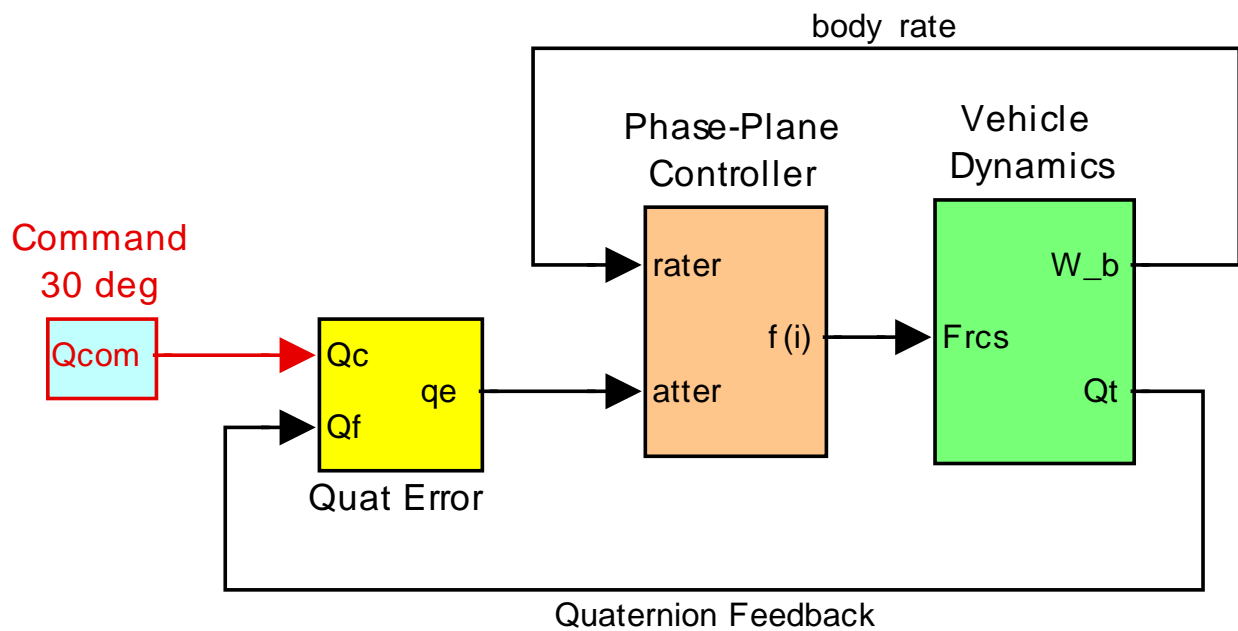 body rate
Phase-Plane
Controller
Vehicle
Dynamics
Command
30 deg
rater
W_b
Qcom
Qc
f(i)
Frcs
qe
atter
Qt
Qf
Quat Error
Quaternion Feedback